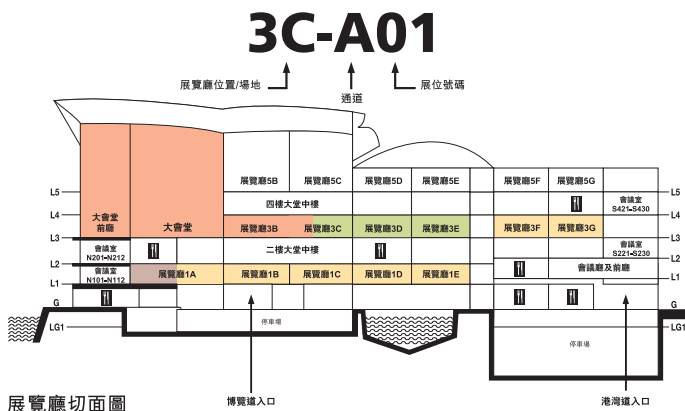 3C-A01
展覽廳位置/場地
通道
展位號碼
展覽廳5B
展覽廳5C
展覽廳5D
展覽廳5E
展覽廳5F
展覽廳5G
L5
四樓大堂中樓
會議室
S421-S430
L4
大會堂
前廳
大會堂
展覽廳3B
展覽廳3C
展覽廳3D
展覽廳3E
展覽廳3F
展覽廳3G
L3
會議室
N201-N212
二樓大堂中樓
會議室
S221-S230
L2
會議室
N101-N112
展覽廳1A
展覽廳1B
展覽廳1C
展覽廳1D
展覽廳1E
會議廳及前廳
L1
L5
L4
L3
L2
L1
G
G
LG1
停車場
LG1
停車場
展覽廳切面圖
博覽道入口
港灣道入口